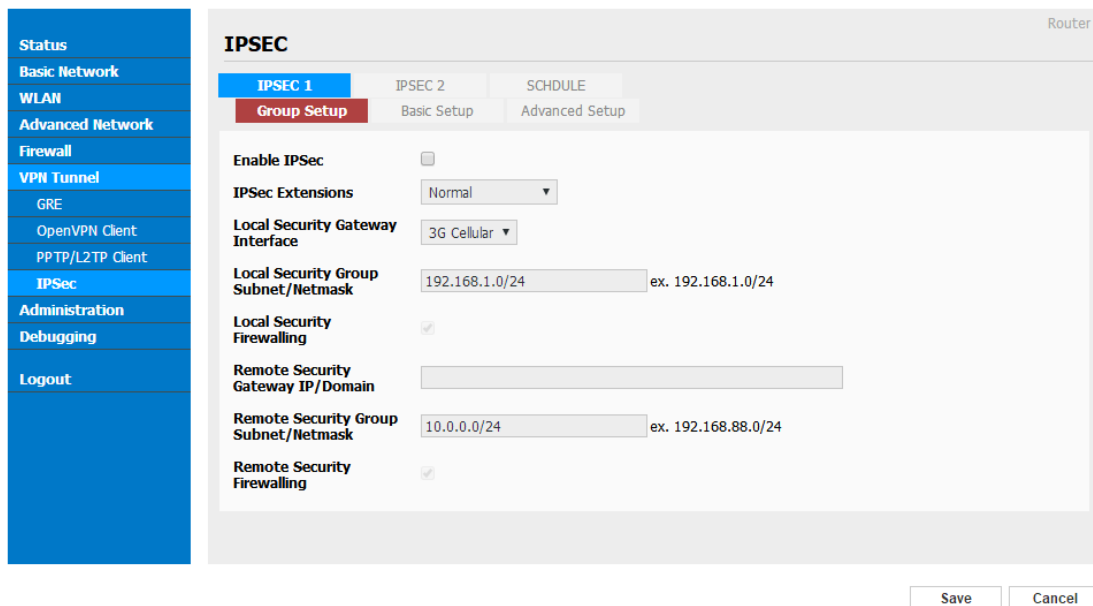 Router
Status
Basic Network
WLAN
Advanced Network
Firewall
VPN Tunnel
GRE
OpenVPN Client
PPTP/L2TP Client
IPSec
Administration
Debugging
Logout
IPSEC
IPSEC 1 IPSEC 2 SCHDULE
Group Setup Basic Setup Advanced Setup
Enable IPSec
IPSec Extensions Normal
Local Security Gateway
Interface 3G Cellular
Local Security Group
Subnet/Netmask 192.168.1.0/24 ex. 192.168.1.0/24
Local Security
Firewalling
Remote Security
Gateway IP/Domain
Remote Security Group
Subnet/Netmask 10.0.0.0/24 ex. 192.168.88.0/24
Remote Security
Firewalling
Save Cancel